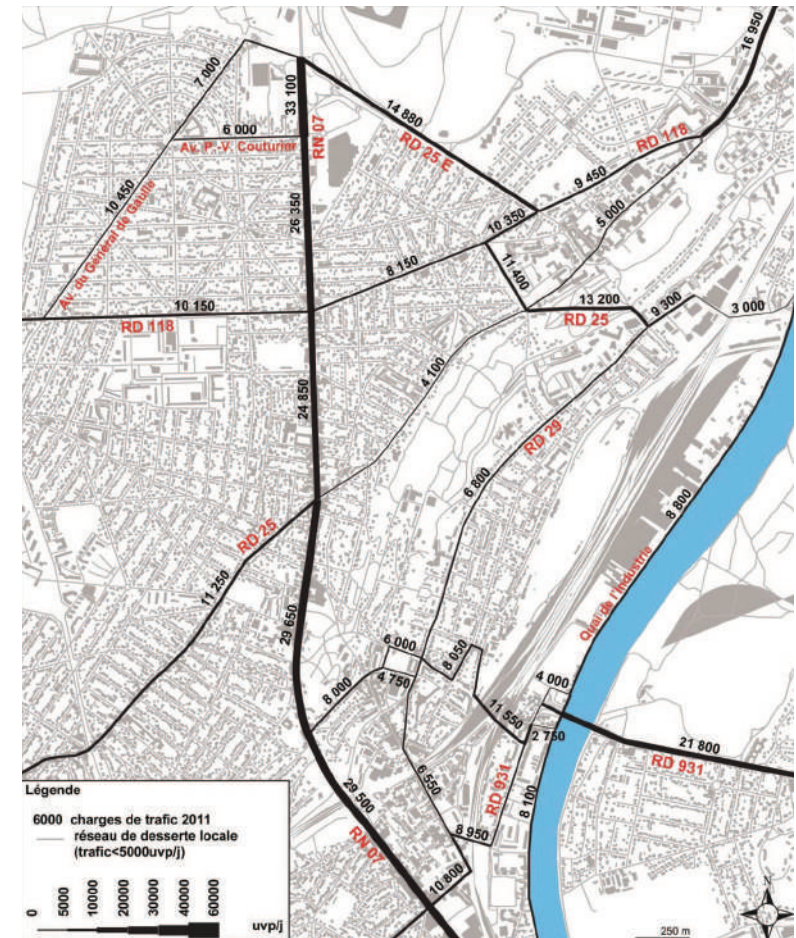 16 950
7 000
33 100
14 880
RD 25 E
6 000
Av. P.-V. Couturier
RN 07
RD 118
9 450
10 450
Av. du Général de Gaulle
26 350
10 350
5 000
8 150
11 400
10 150
RD 118
13 200
RD 25
9 300
3 000
4 100
24 850
RD 29
6 800
8 800
RD 25
11 250
Quai de l'Industrie
29 650
6 000
8 050
4 750
8 000
4 000
11 550
2 750
21 800
RD 931
6 550
RD 931
8 100
29 500
RN 07
8 950
10 800
Légende
6000 charges de trafic 2011
réseau de desserte locale
(trafic<5000uvp/j)
0 5000 10000 20000 30000 40000 60000
uvp/j
N
250 m